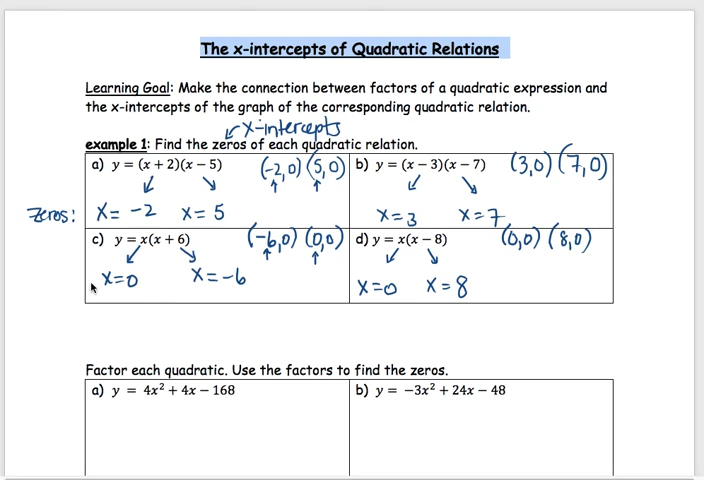 The x-intercepts of Quadratic Relations
Learning Goal: Make the connection between factors of a quadratic expression and
the x-intercepts of the graph of the corresponding quadratic relation.
x-intercepts
example 1: Find the zeros of each quadratic relation.
a) y = (x + 2)(x − 5) (-2,0) (5,0)
zeros: x = -2 x = 5
b) y = (x − 3)(x − 7) (3,0) (7,0)
x=3 x=7
c) y = x(x + 6) (-6,0) (0,0)
x=0 x=-6
d) y = x(x − 8) (0,0) (8,0)
x=0 x=8
Factor each quadratic. Use the factors to find the zeros.
a) y = 4x² + 4x − 168
b) y = −3x² + 24x − 48